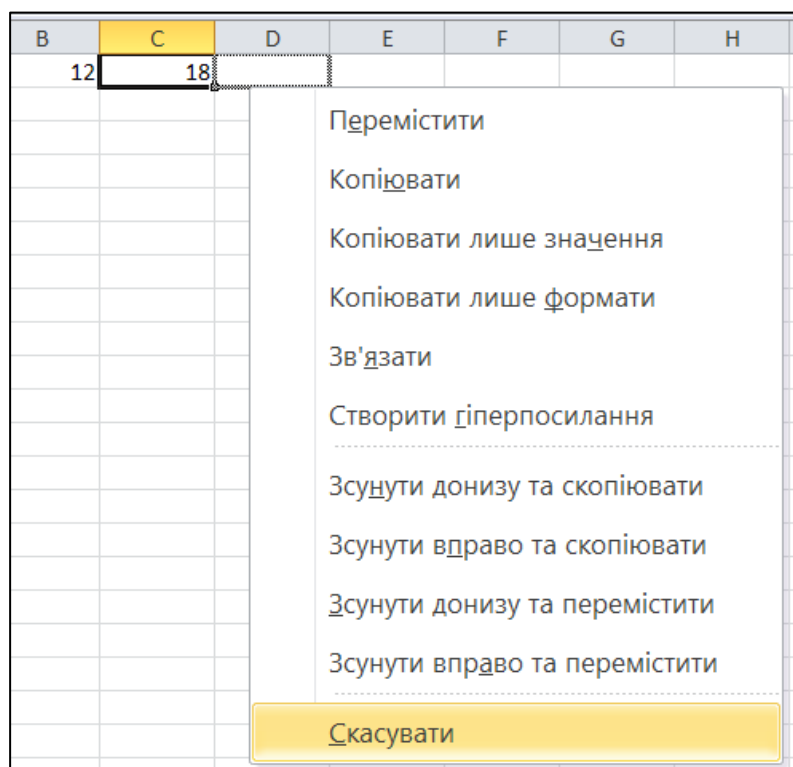 B C D E F G H
12 18
Перемістити
Копіювати
Копіювати лише значення
Копіювати лише формати
Зв'язати
Створити гіперпосилання
Зсунути донизу та скопіювати
Зсунути вправо та скопіювати
Зсунути донизу та перемістити
Зсунути вправо та перемістити
Скасувати